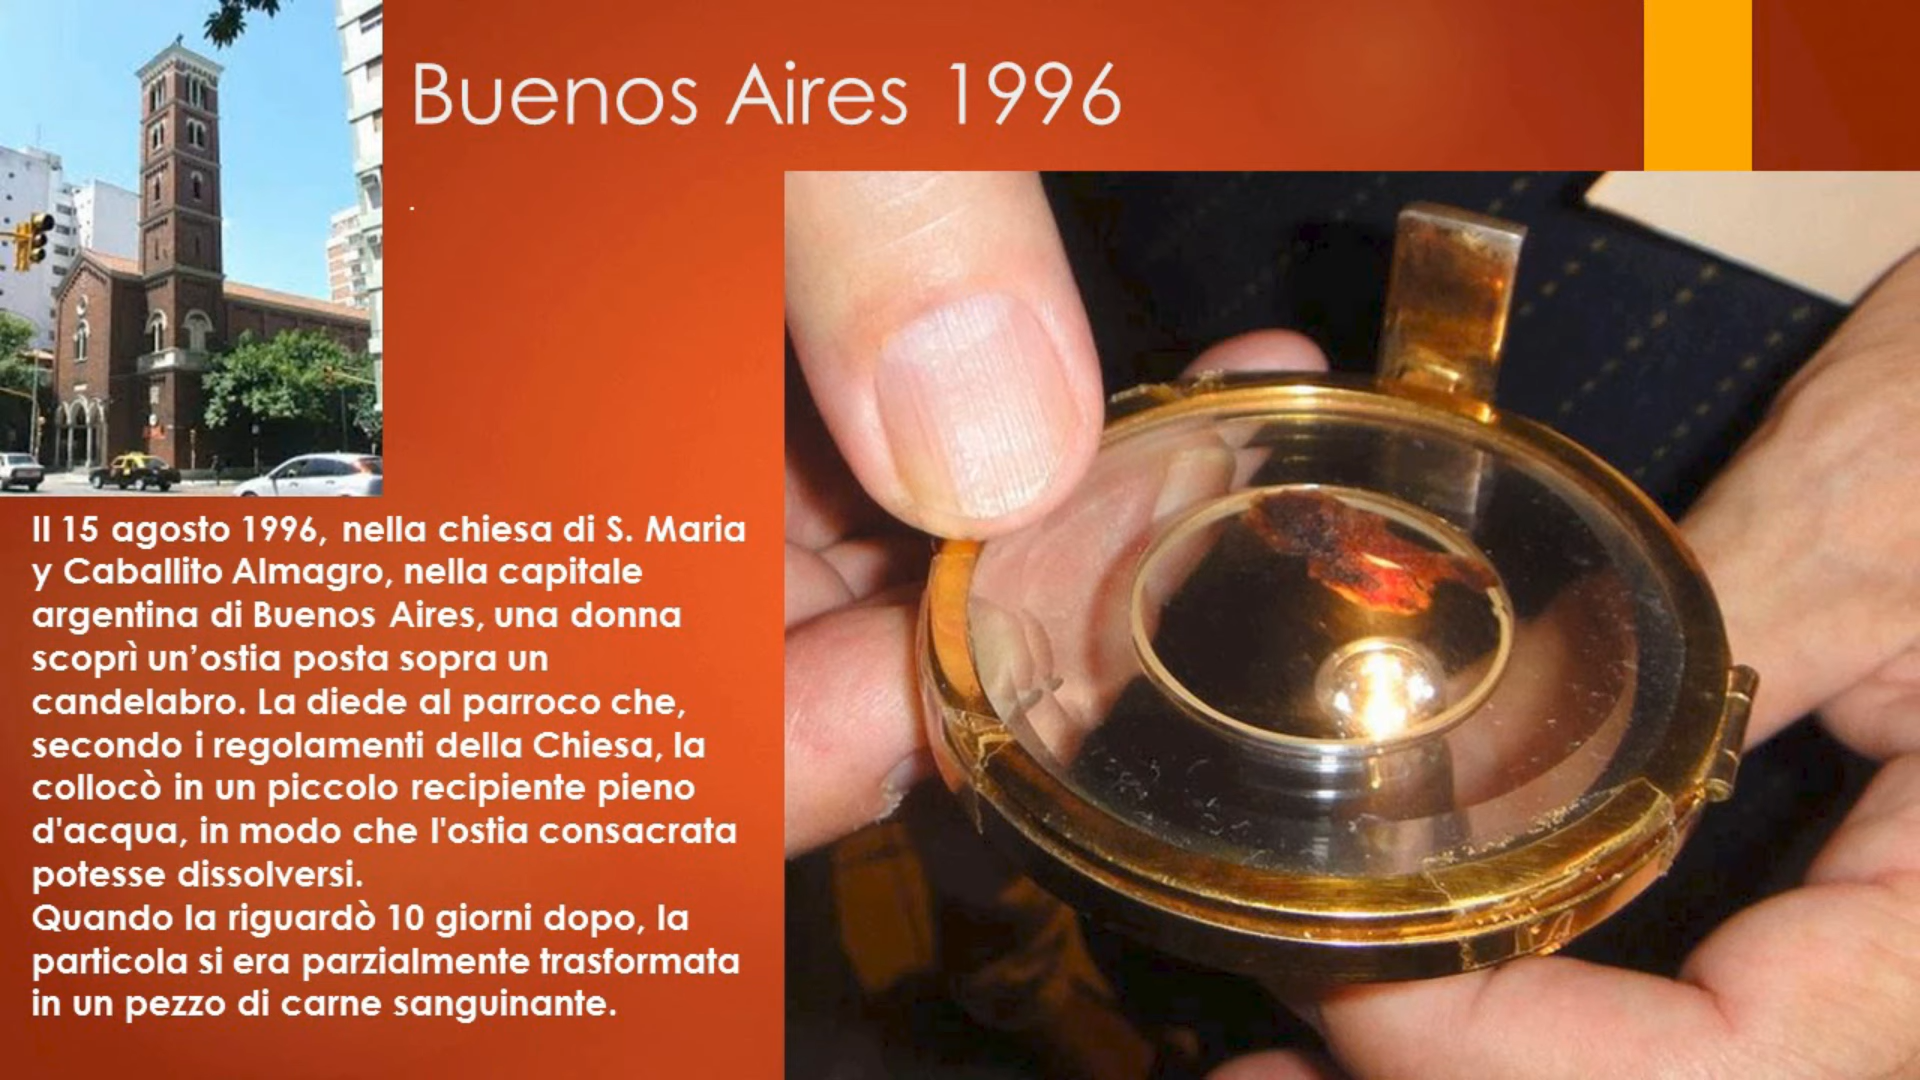 Buenos Aires 1996
.
Il 15 agosto 1996, nella chiesa di S. Maria
y Caballito Almagro, nella capitale
argentina di Buenos Aires, una donna
scoprì un'ostia posta sopra un
candelabro. La diede al parroco che,
secondo i regolamenti della Chiesa, la
collocò in un piccolo recipiente pieno
d'acqua, in modo che l'ostia consacrata
potesse dissolversi.
Quando la riguardò 10 giorni dopo, la
particola si era parzialmente trasformata
in un pezzo di carne sanguinante.